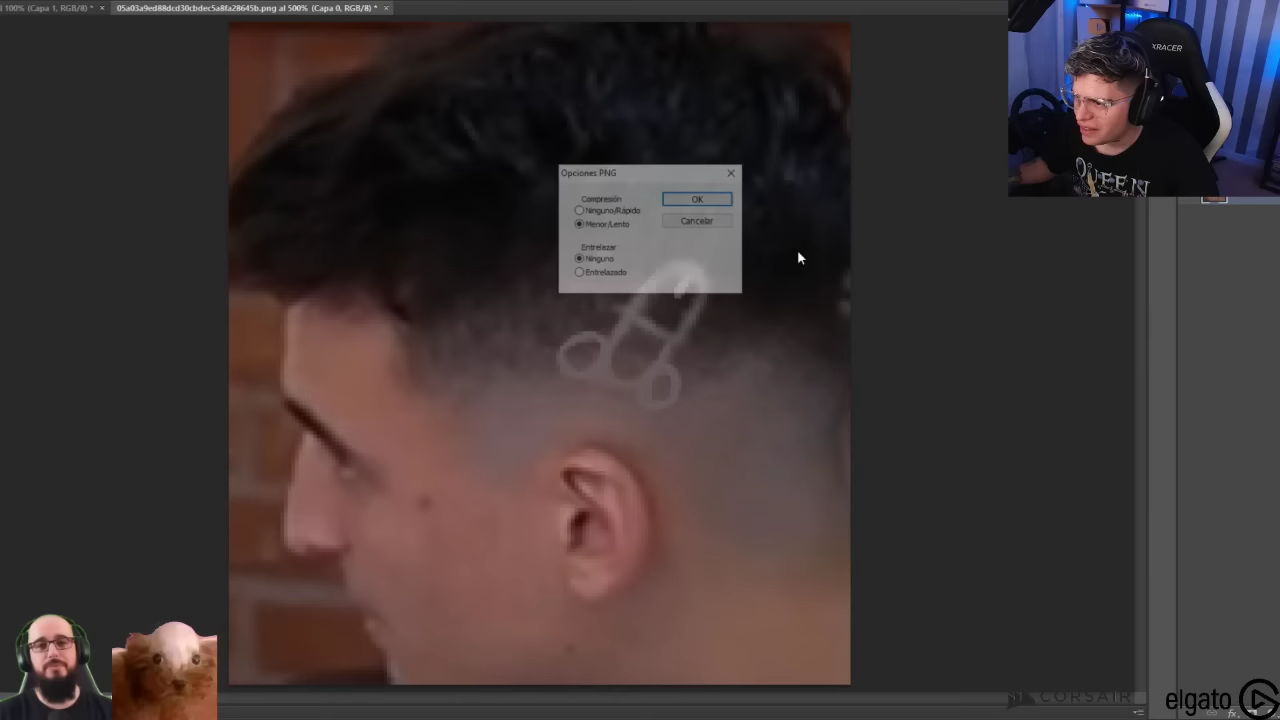 100% (Capa 1, RGB/8) *
05a03a9ed88dcd30cbdec5a8fa28645b.png al 500% (Capa 0, RGB/8) *
XRACER
QUEEN
Opciones PNG
Compresión
OK
Ninguno/Rápido
Menor/Lento
Cancelar
Entrelazar
Ninguno
Entrelazado
CORSAIR
elgato
fx